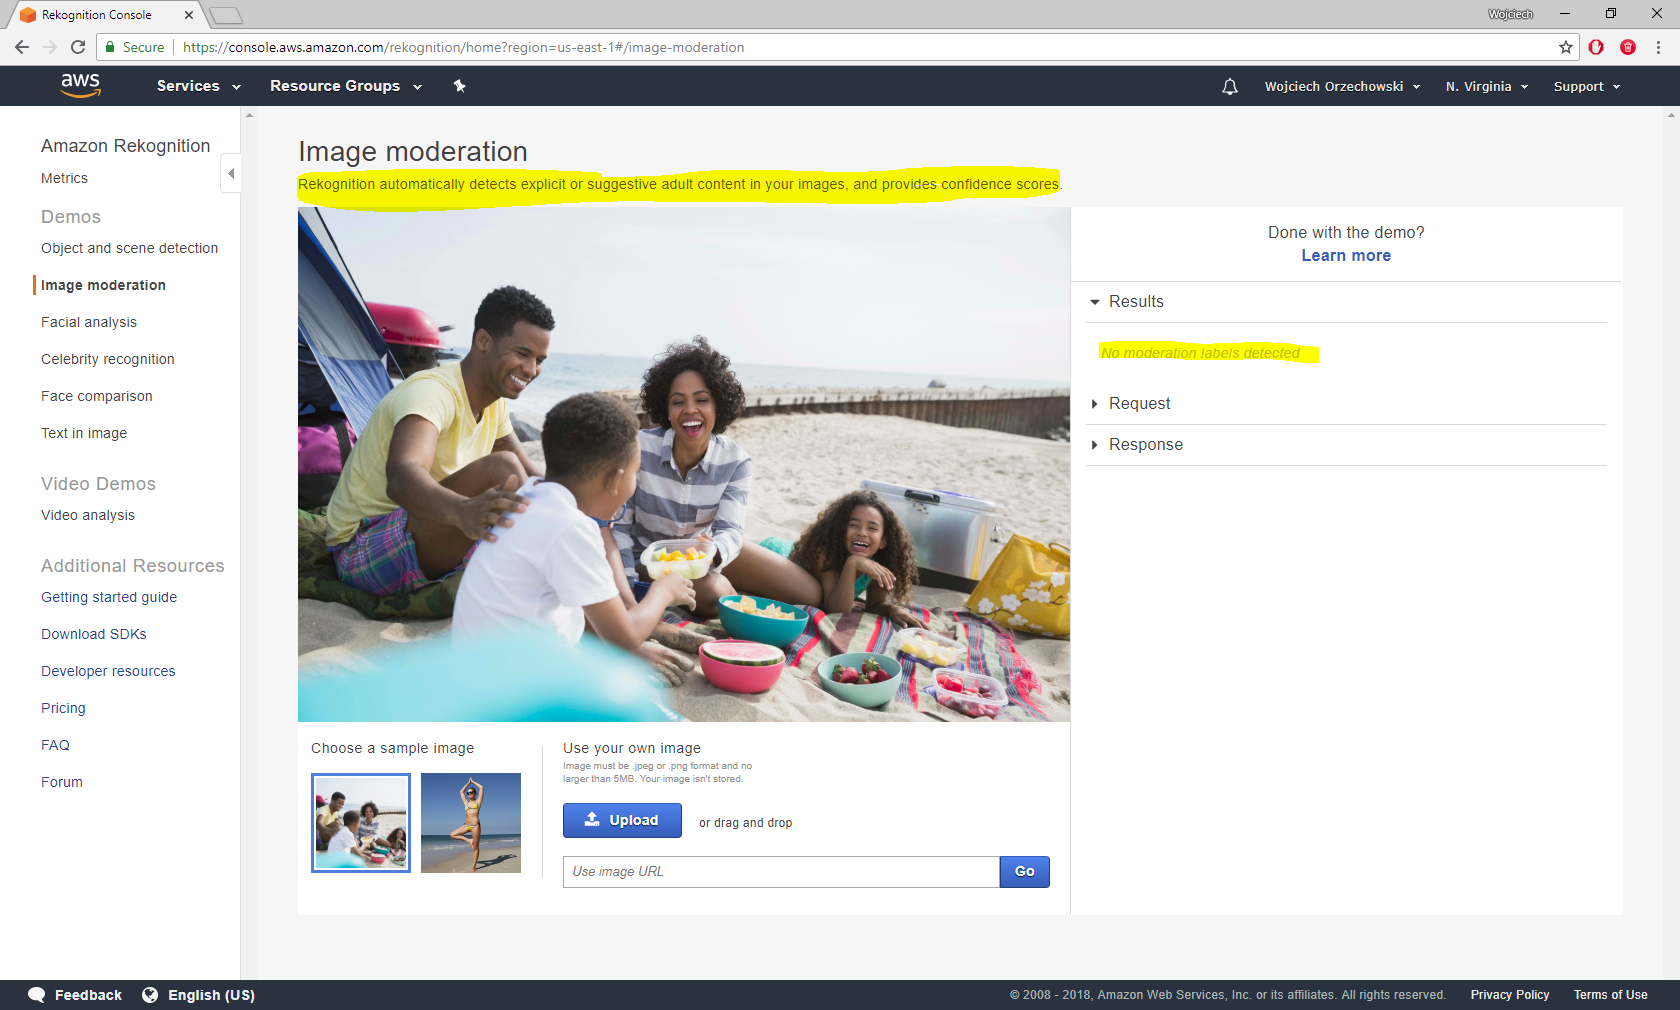 Rekognition Console
Wojciech
Secure
https://console.aws.amazon.com/rekognition/home?region=us-east-1#/image-moderation
aws
Services
Resource Groups
Wojciech Orzechowski
N. Virginia
Support
Amazon Rekognition
Metrics
Demos
Object and scene detection
Image moderation
Facial analysis
Celebrity recognition
Face comparison
Text in image
Video Demos
Video analysis
Additional Resources
Getting started guide
Download SDKs
Developer resources
Pricing
FAQ
Forum
Image moderation
Rekognition automatically detects explicit or suggestive adult content in your images, and provides confidence scores.
Choose a sample image
Use your own image
Image must be .jpeg or .png format and no
larger than 5MB. Your image isn't stored.
Upload
or drag and drop
Use image URL
Go
Done with the demo?
Learn more
Results
No moderation labels detected
Request
Response
Feedback
English (US)
© 2008 - 2018, Amazon Web Services, Inc. or its affiliates. All rights reserved.
Privacy Policy
Terms of Use